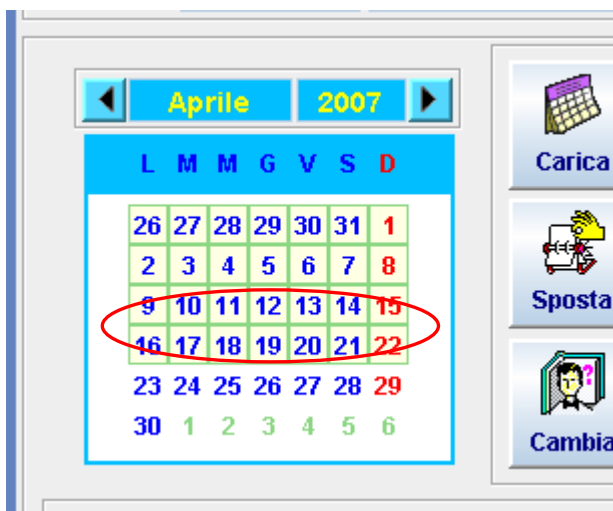 Aprile 2007
L M M G V S D
26 27 28 29 30 31 1
2 3 4 5 6 7 8
9 10 11 12 13 14 15
16 17 18 19 20 21 22
23 24 25 26 27 28 29
30 1 2 3 4 5 6
Carica
Sposta
Cambia